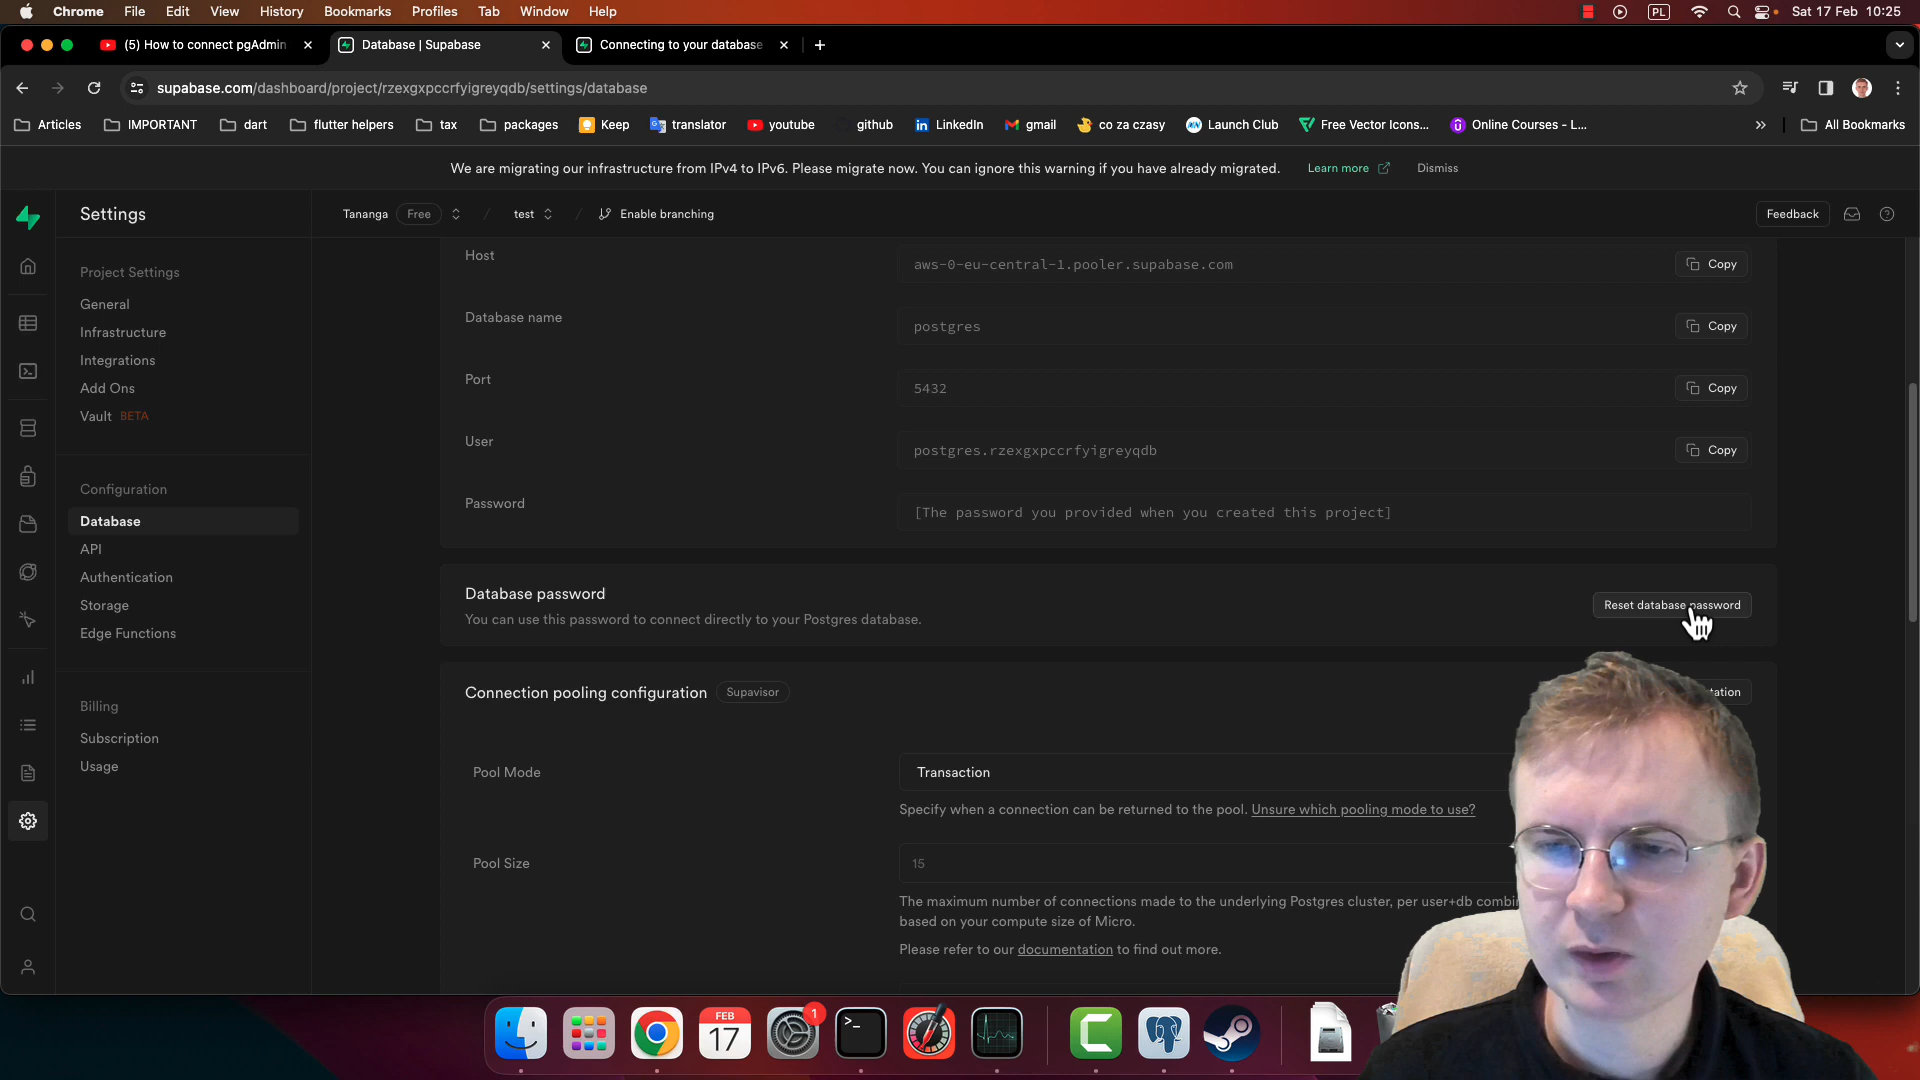 Chrome File Edit View History Bookmarks Profiles Tab Window Help PL Sat 17 Feb 10:25
(5) How to connect pgAdmin Database | Supabase Connecting to your database
supabase.com/dashboard/project/rzexgxpccrfyigreyqdb/settings/database
Articles IMPORTANT dart flutter helpers tax packages Keep translator youtube github LinkedIn gmail co za czasy Launch Club Free Vector Icons... Online Courses - L... All Bookmarks
We are migrating our infrastructure from IPv4 to IPv6. Please migrate now. You can ignore this warning if you have already migrated. Learn more Dismiss
Settings Tananga Free / test / Enable branching Feedback
Project Settings
General
Infrastructure
Integrations
Add Ons
Vault BETA
Configuration
Database
API
Authentication
Storage
Edge Functions
Billing
Subscription
Usage
Host aws-0-eu-central-1.pooler.supabase.com Copy
Database name postgres Copy
Port 5432 Copy
User postgres.rzexgxpccrfyigreyqdb Copy
Password [The password you provided when you created this project]
Database password
You can use this password to connect directly to your Postgres database.
Reset database password
Connection pooling configuration Supavisor
Pool Mode Transaction
Specify when a connection can be returned to the pool. Unsure which pooling mode to use?
Pool Size 15
The maximum number of connections made to the underlying Postgres cluster, per user+db
based on your compute size of Micro.
Please refer to our documentation to find out more.
FEB
17
1